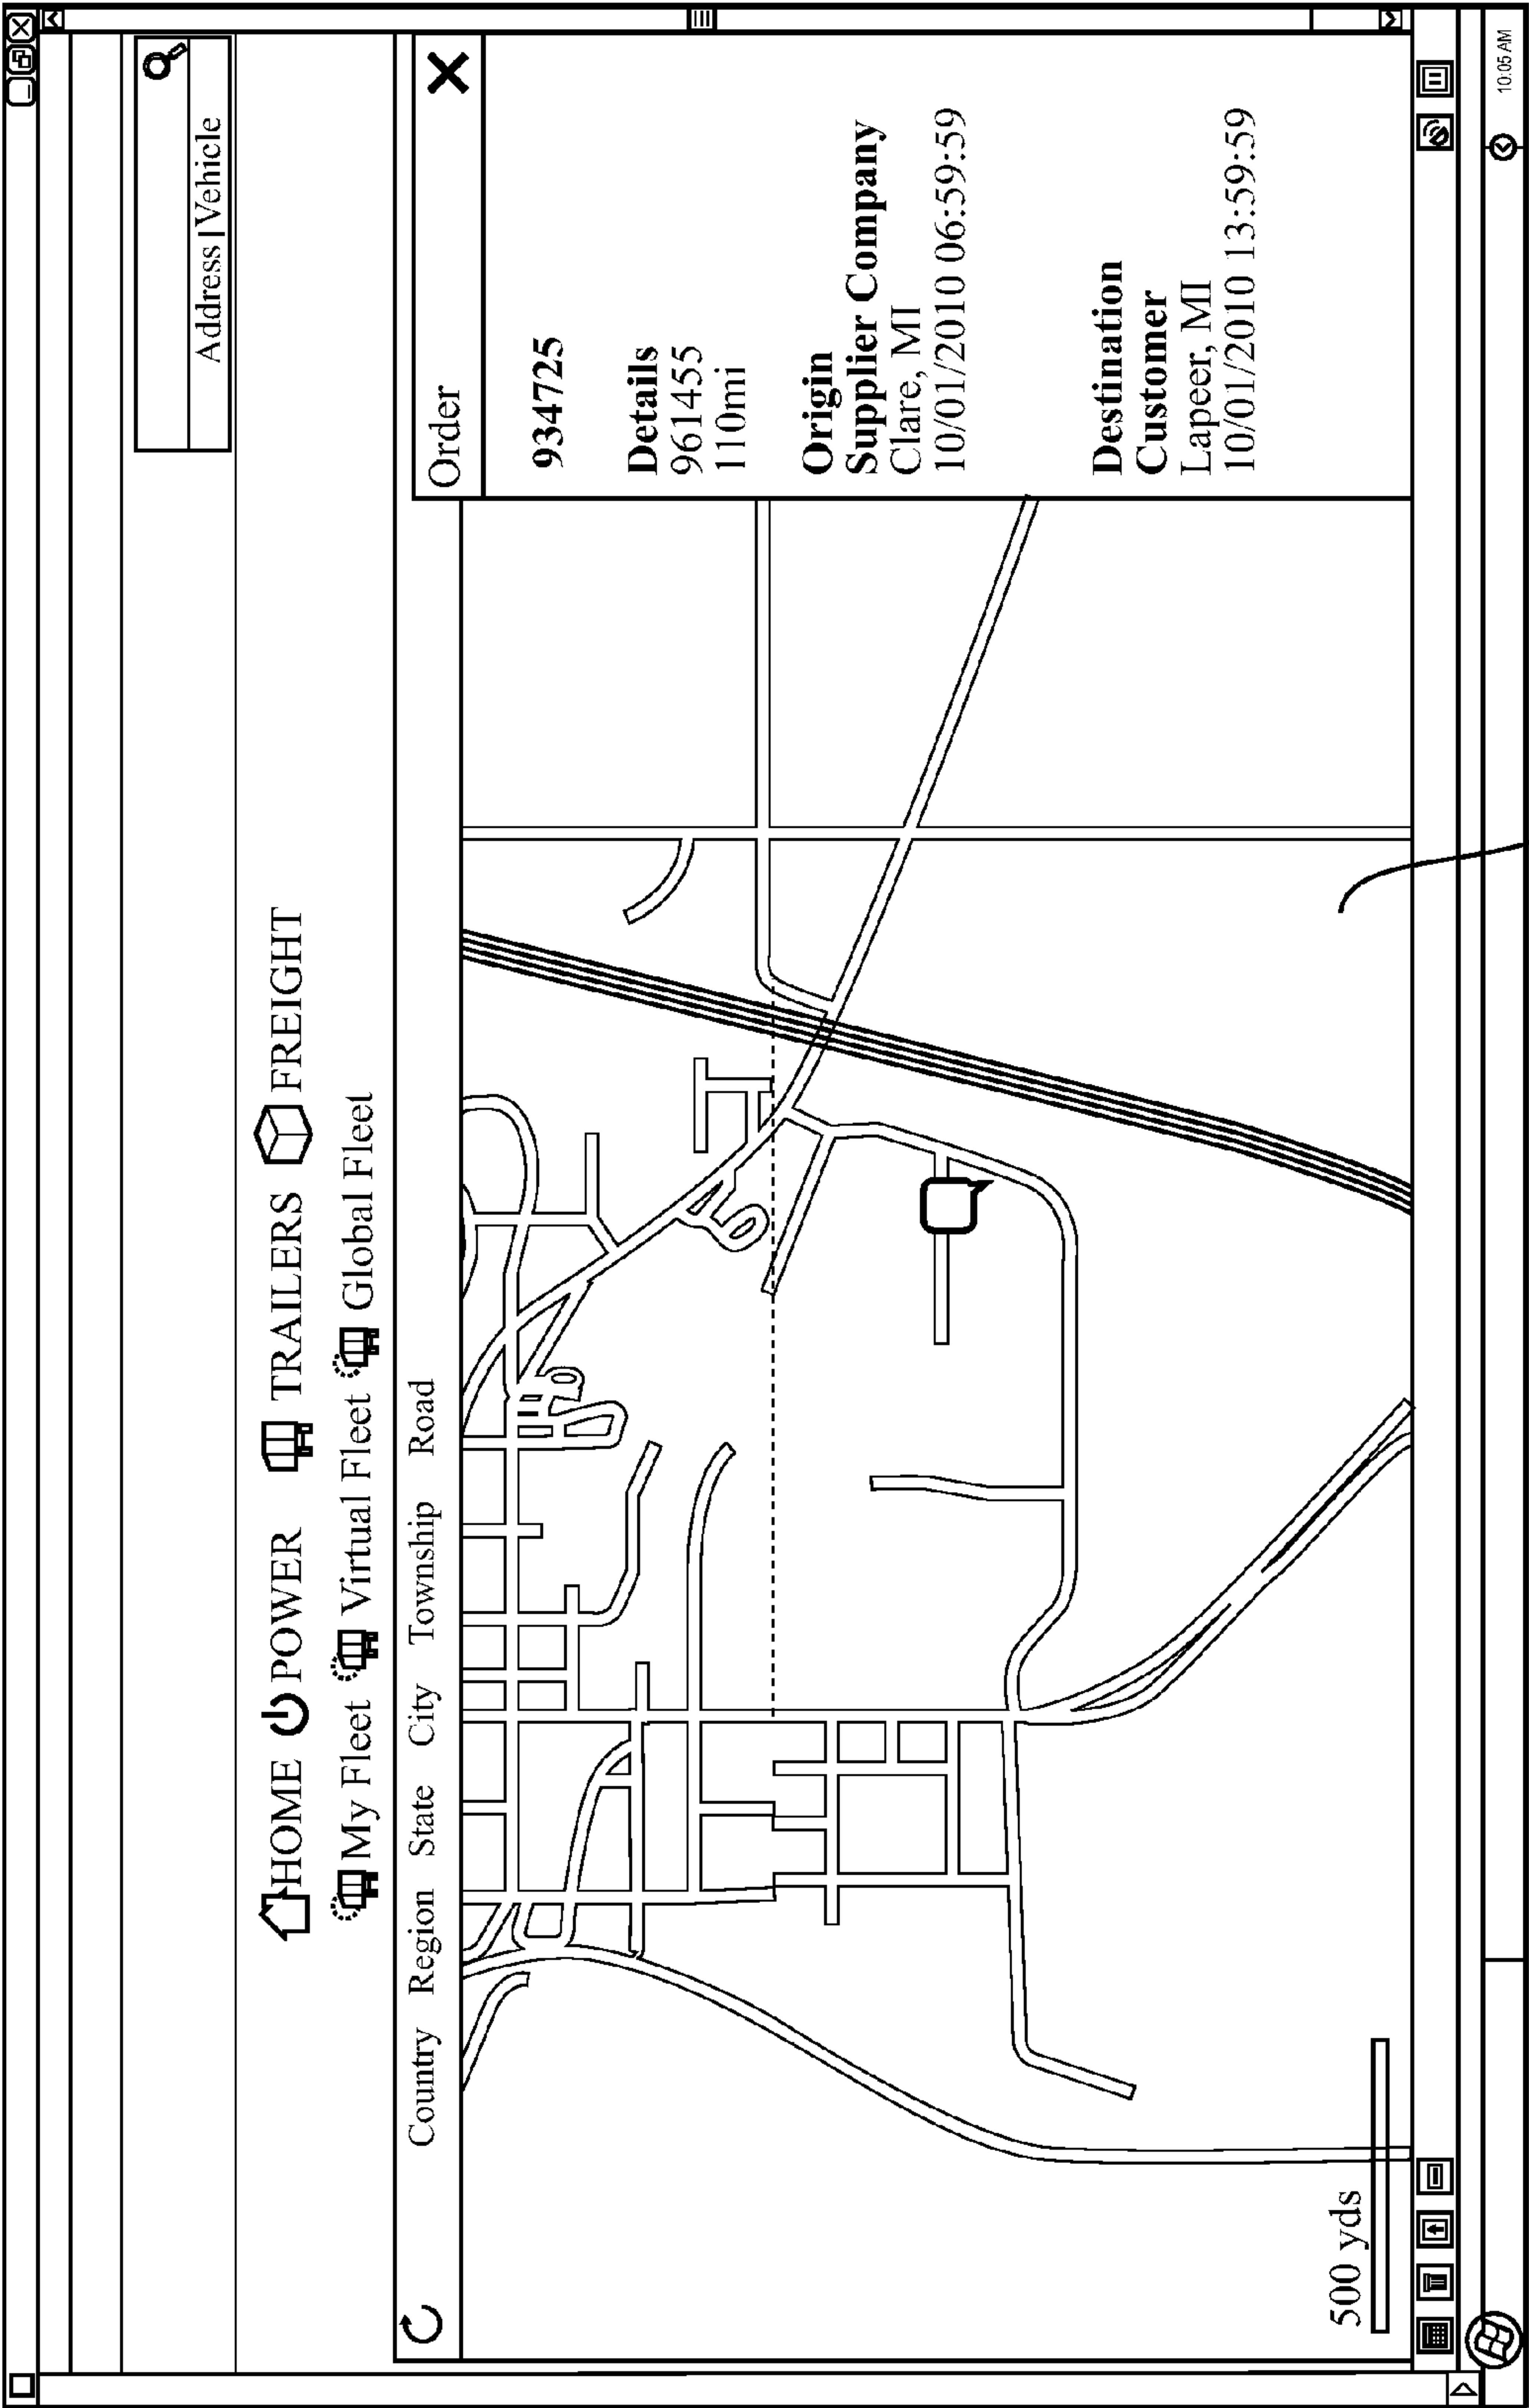 Address | Vehicle
HOME POWER TRAILERS FREIGHT
My Fleet Virtual Fleet Global Fleet
Country Region State City Township Road
Order
934725
Details
961455
110mi
Origin
Supplier Company
Clare, MI
10/01/2010 06:59:59
Destination
Customer
Lapeer, MI
10/01/2010 13:59:59
500 yds
10:05 AM